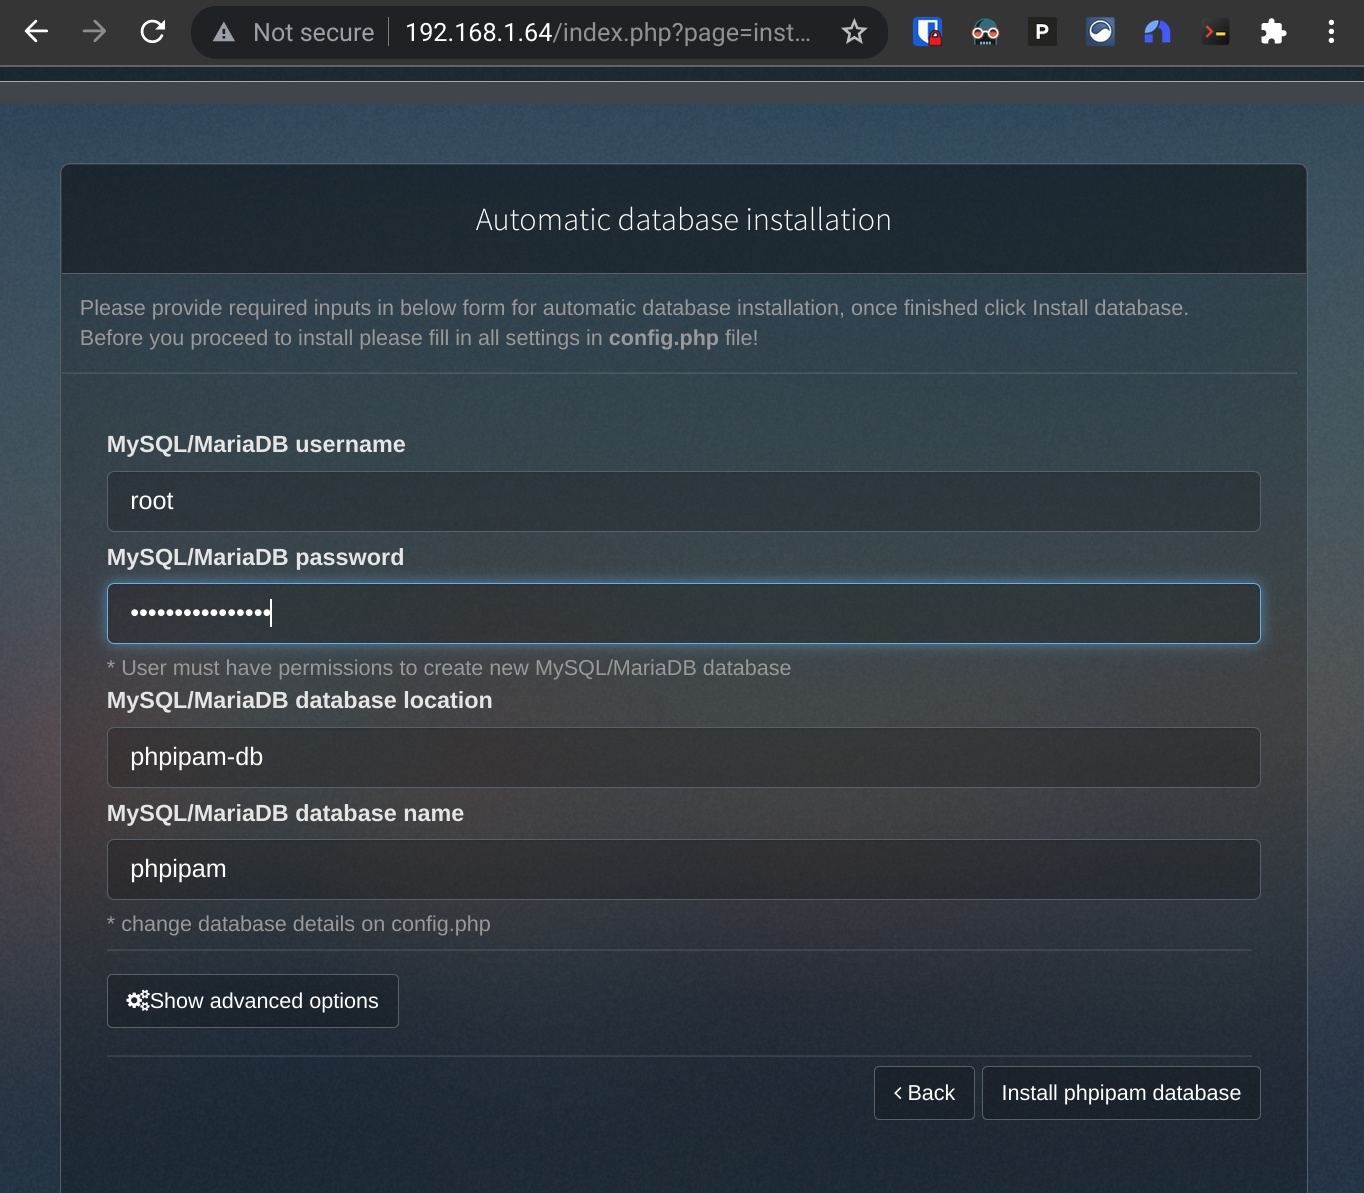 Not secure 192.168.1.64/index.php?page=inst...
P
Automatic database installation
Please provide required inputs in below form for automatic database installation, once finished click Install database.
Before you proceed to install please fill in all settings in config.php file!
MySQL/MariaDB username
root
MySQL/MariaDB password
••••••••••••••••
* User must have permissions to create new MySQL/MariaDB database
MySQL/MariaDB database location
phpipam-db
MySQL/MariaDB database name
phpipam
* change database details on config.php
Show advanced options
Back Install phpipam database